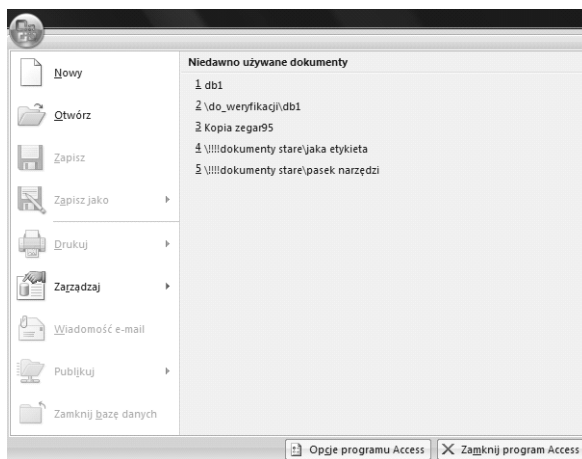 Nowy
Otwórz
Zapisz
Zapisz jako
Drukuj
Zarządzaj
Wiadomość e-mail
Publikuj
Zamknij bazę danych
Niedawno używane dokumenty
1 db1
2 \do_weryfikacji\db1
3 Kopia zegar95
4 \!!!!dokumenty stare\jaka etykieta
5 \!!!!dokumenty stare\pasek narzędzi
Opcje programu Access
Zamknij program Access